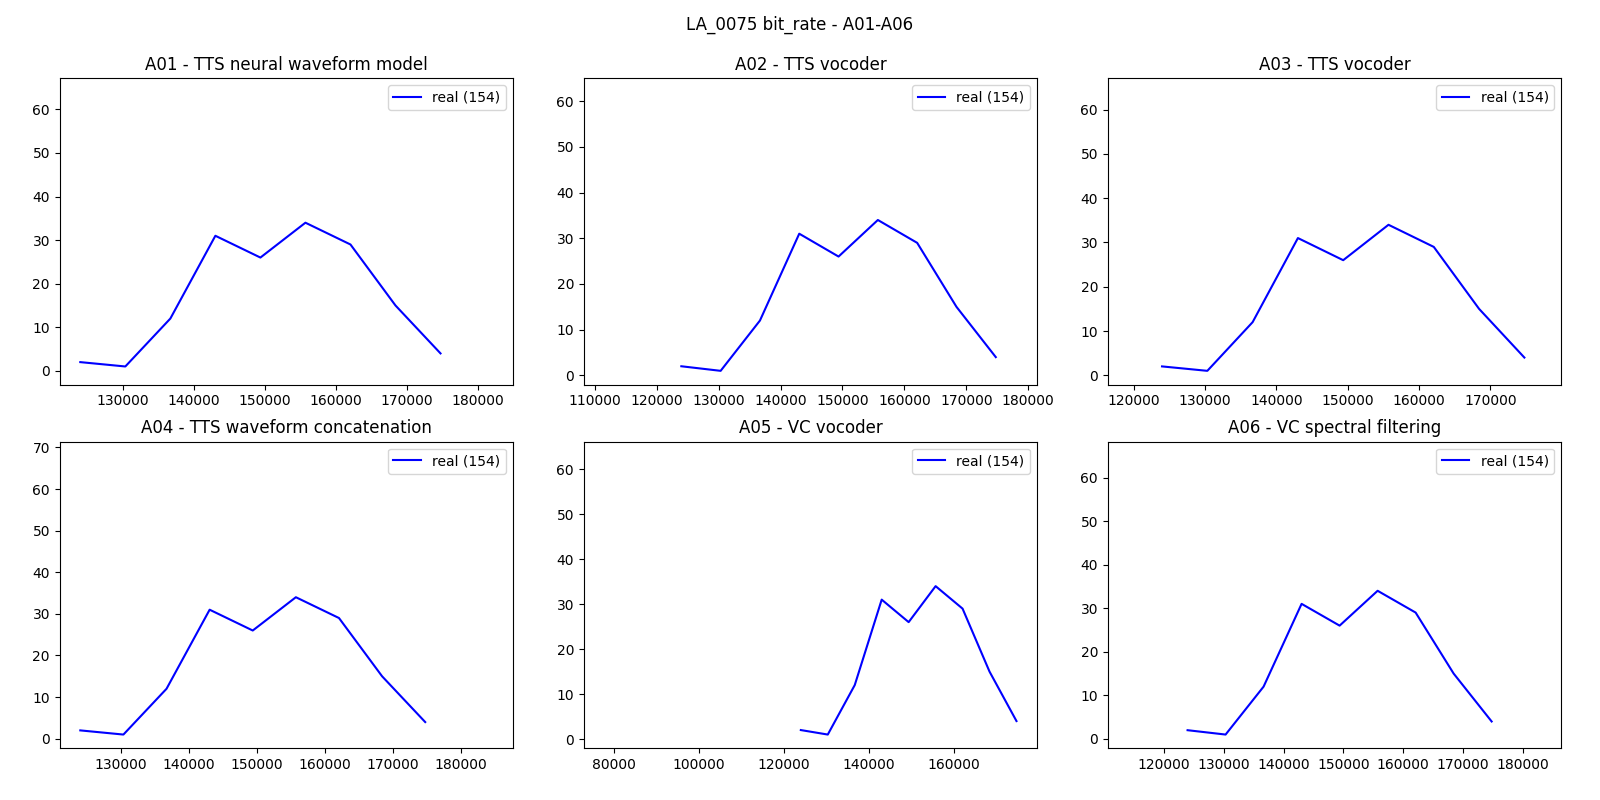 LA_0075 bit_rate - A01-A06
A01 - TTS neural waveform model
real (154)
60
50
40
30
20
10
0
130000 140000 150000 160000 170000 180000
A02 - TTS vocoder
real (154)
60
50
40
30
20
10
0
110000 120000 130000 140000 150000 160000 170000 180000
A03 - TTS vocoder
real (154)
60
50
40
30
20
10
0
120000 130000 140000 150000 160000 170000
A04 - TTS waveform concatenation
real (154)
70
60
50
40
30
20
10
0
130000 140000 150000 160000 170000 180000
A05 - VC vocoder
real (154)
60
50
40
30
20
10
0
80000 100000 120000 140000 160000
A06 - VC spectral filtering
real (154)
60
50
40
30
20
10
0
120000 130000 140000 150000 160000 170000 180000